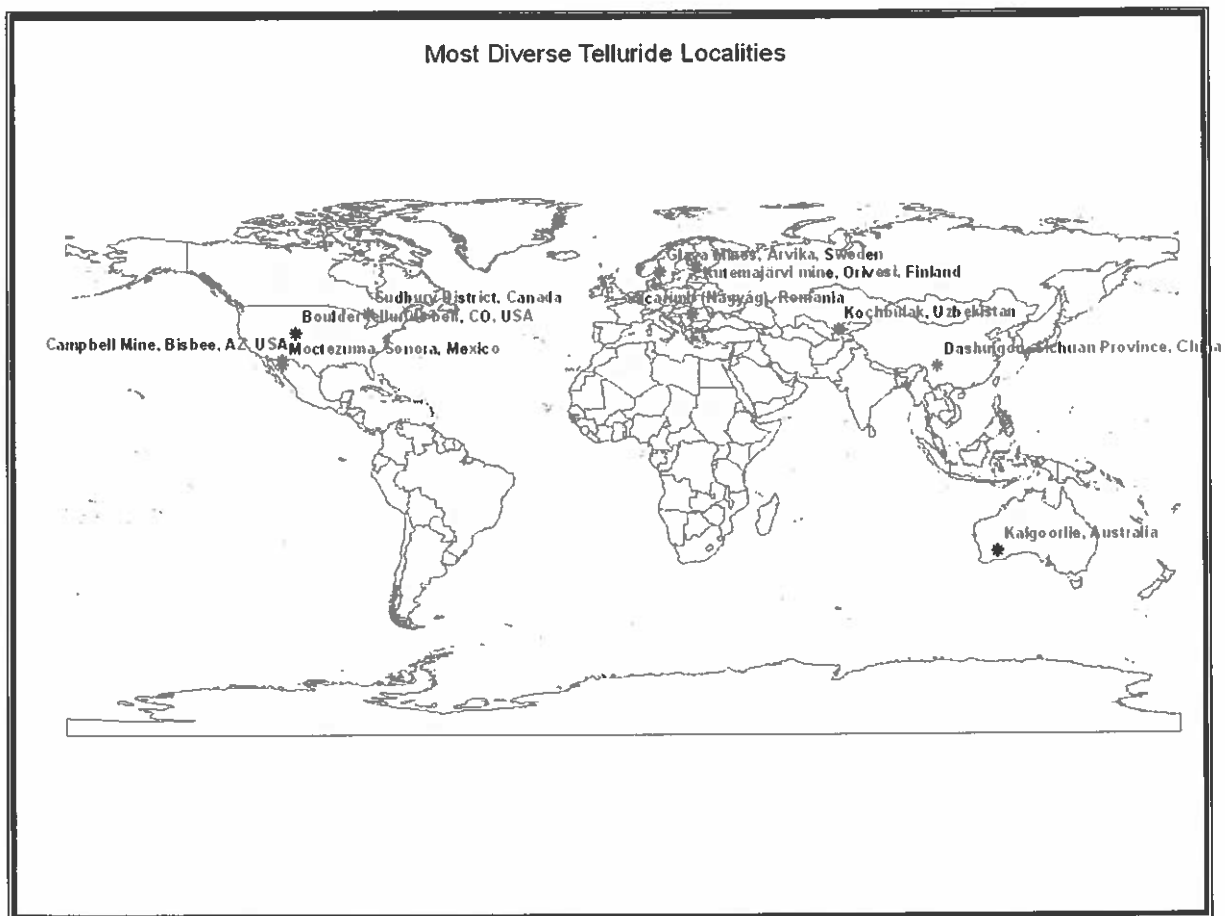 Most Diverse Telluride Localities
Glava Mines, Arvika, Sweden
Kutemajärvi mine, Orivesi, Finland
Sudbury District, Canada
(Nagyág), Romania
Boulder CO, USA
Kochbulak, Uzbekistan
Campbell Mine, Bisbee, AZ, USA
Moctezuma, Sonora, Mexico
Dashuigou, Sichuan Province, China
Kalgoorlie, Australia